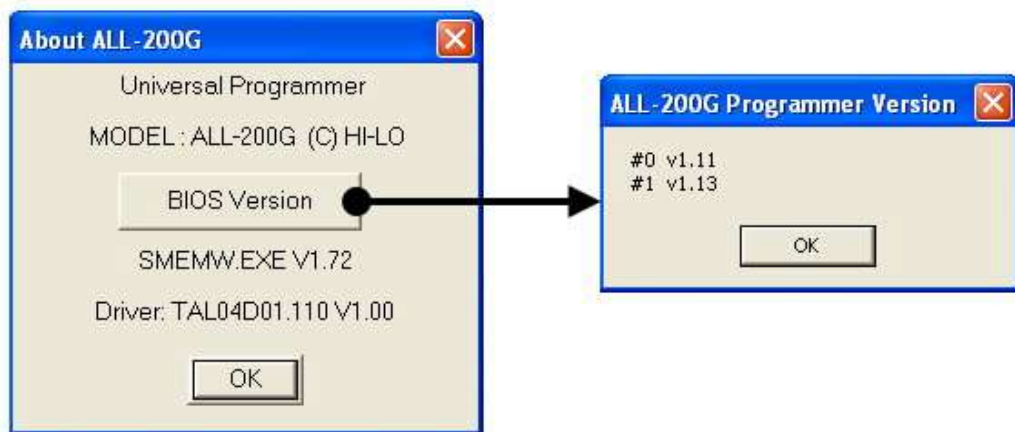 About ALL-200G
Universal Programmer
MODEL : ALL-200G (C) HI-LO
BIOS Version
SMEMW.EXE V1.72
Driver: TAL04D01.110 V1.00
OK
ALL-200G Programmer Version
#0 v1.11
#1 v1.13
OK